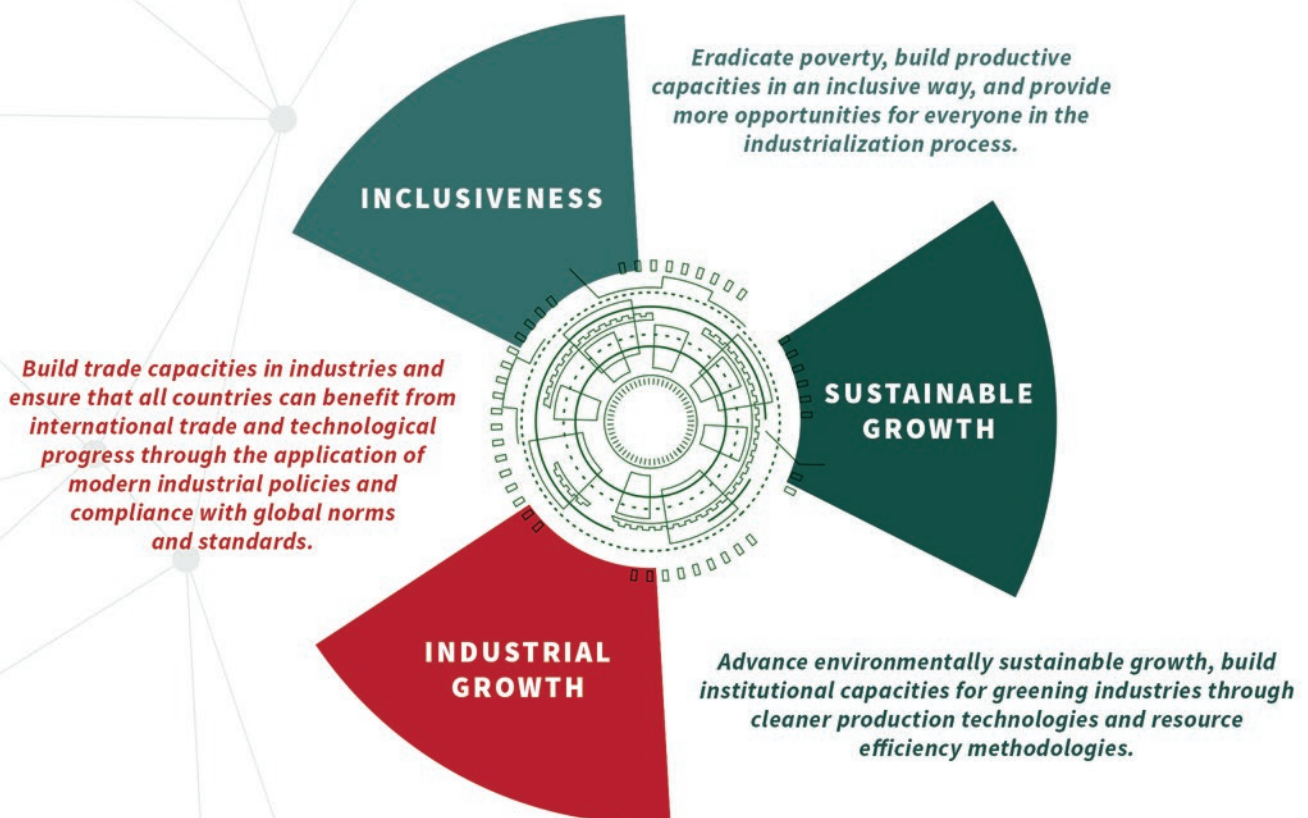 Eradicate poverty, build productive
capacities in an inclusive way, and provide
more opportunities for everyone in the
industrialization process.
INCLUSIVENESS
SUSTAINABLE
GROWTH
Build trade capacities in industries and
ensure that all countries can benefit from
international trade and technological
progress through the application of
modern industrial policies and
compliance with global norms
and standards.
INDUSTRIAL
GROWTH
Advance environmentally sustainable growth, build
institutional capacities for greening industries through
cleaner production technologies and resource
efficiency methodologies.